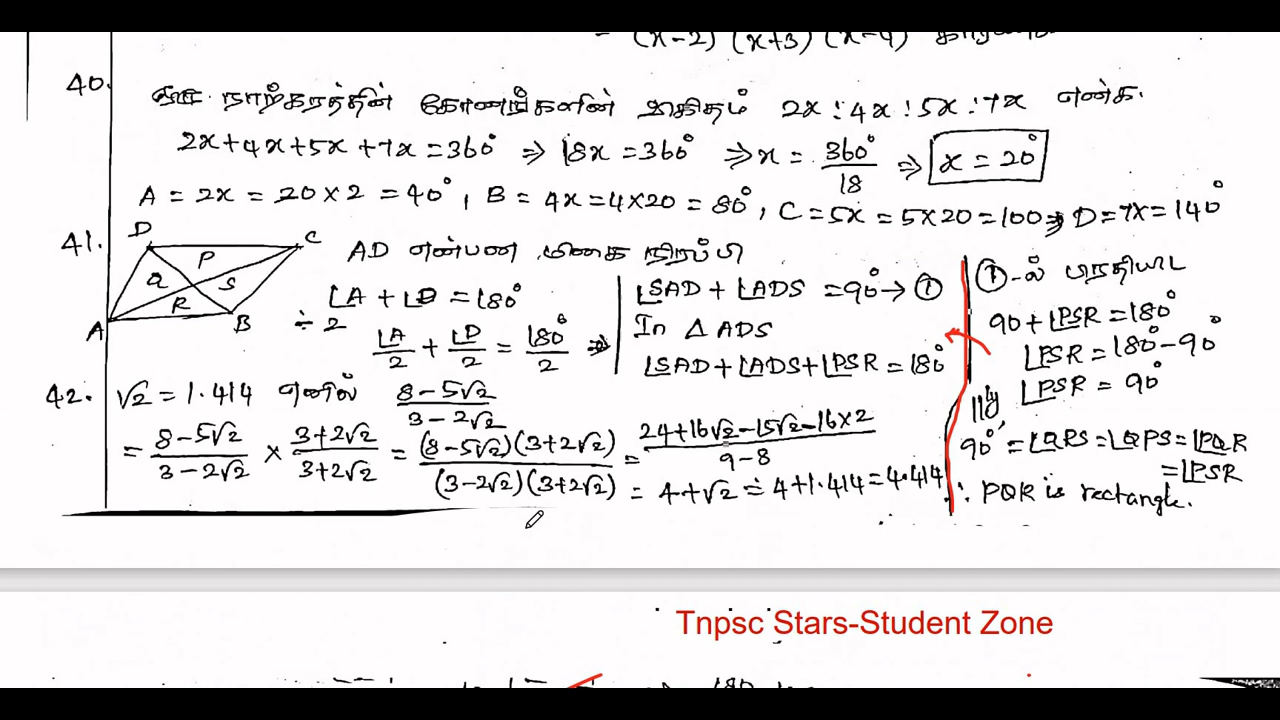 (x-2) (x+3) (x-4)
40. நாற்கரத்தின் கோணங்களின் விகிதம் 2x : 4x : 5x : 7x என்க.
2x+4x+5x+7x=360° ⇒ 18x=360° ⇒ x = 360°/18 ⇒ x = 20°
A = 2x = 20×2 = 40°, B = 4x = 4×20 = 80°, C = 5x = 5×20 = 100 ⇒ D = 7x = 140°
41. D C P Q S R A B
AD என்பன மிகை நிரப்பி
∠A + ∠D = 180°
÷ 2
∠A/2 + ∠D/2 = 180°/2 ⇒
∠SAD + ∠ADS = 90° → ①
In △ ADS
∠SAD + ∠ADS + ∠PSR = 180°
①-ல் பிரதியிட
90 + ∠PSR = 180°
∠PSR = 180° - 90°
∠PSR = 90°
||ly
90° = ∠QRS = ∠QPS = ∠PQR
= ∠PSR
∴ PQR is rectangle.
42. √2 = 1.414 எனில் (8-5√2)/(3-2√2)
= (8-5√2)/(3-2√2) × (3+2√2)/(3+2√2) = (8-5√2)(3+2√2)/(3-2√2)(3+2√2) = (24+16√2-15√2-16×2)/(9-8)
= 4+√2 = 4+1.414 = 4.414
Tnpsc Stars-Student Zone